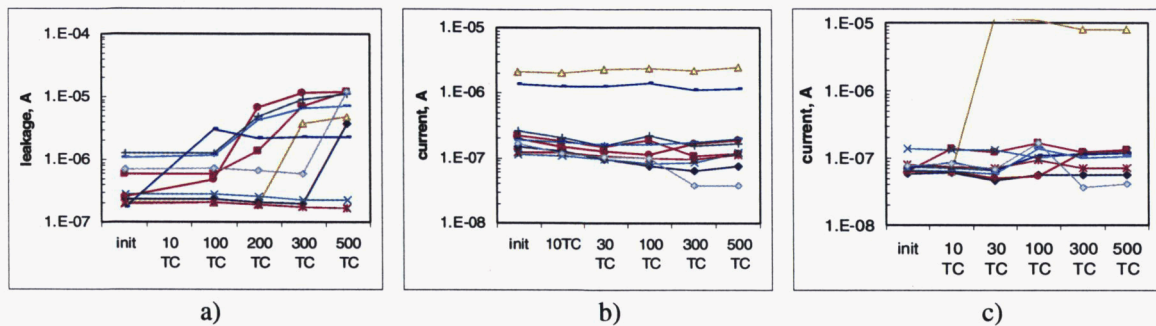 1.E-04
1.E-05
1.E-06
1.E-07
leakage, A
init 10 100 200 300 500
TC TC TC TC TC
a)
1.E-05
1.E-06
1.E-07
1.E-08
current, A
init 10TC 30 100 300 500
TC TC TC TC
b)
1.E-05
1.E-06
1.E-07
1.E-08
current, A
init 10 30 100 300 500
TC TC TC TC TC
c)